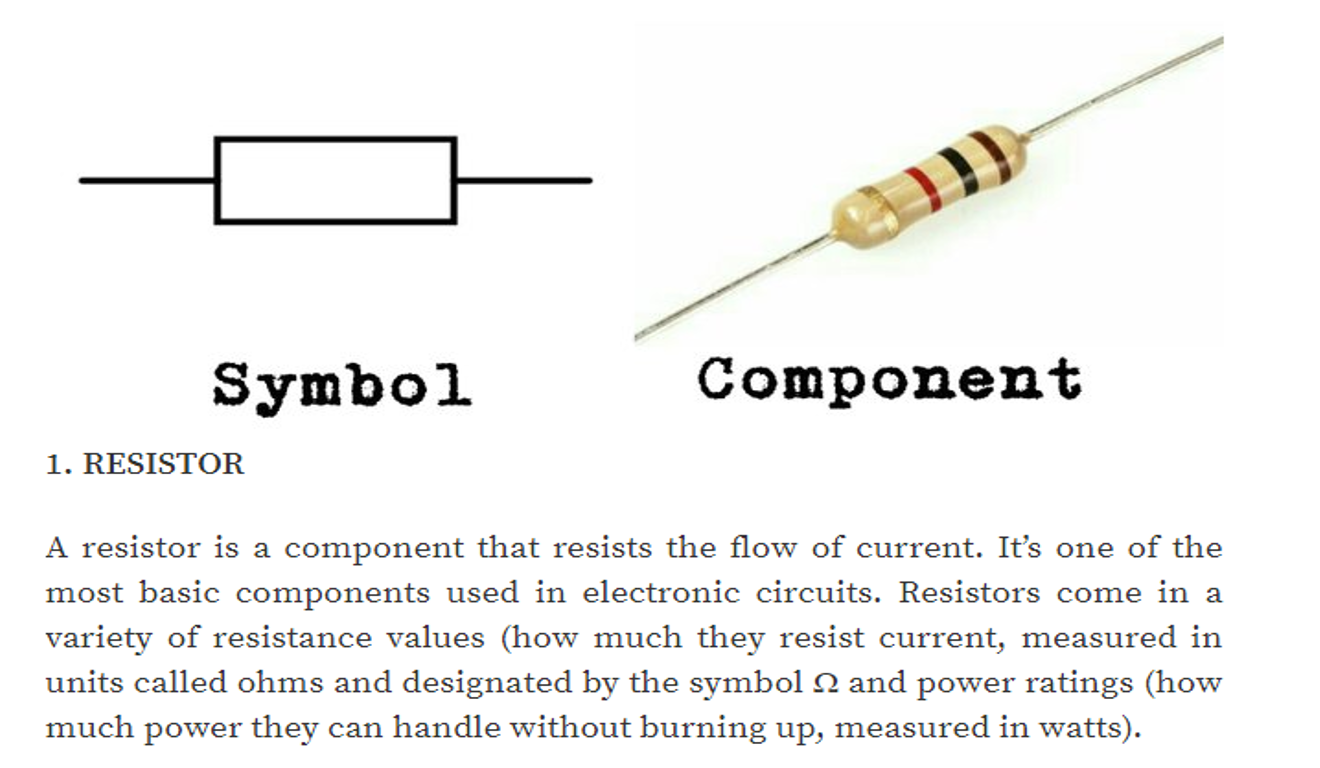 Symbol
Component
1. RESISTOR
A resistor is a component that resists the flow of current. It’s one of the
most basic components used in electronic circuits. Resistors come in a
variety of resistance values (how much they resist current, measured in
units called ohms and designated by the symbol Ω and power ratings (how
much power they can handle without burning up, measured in watts).